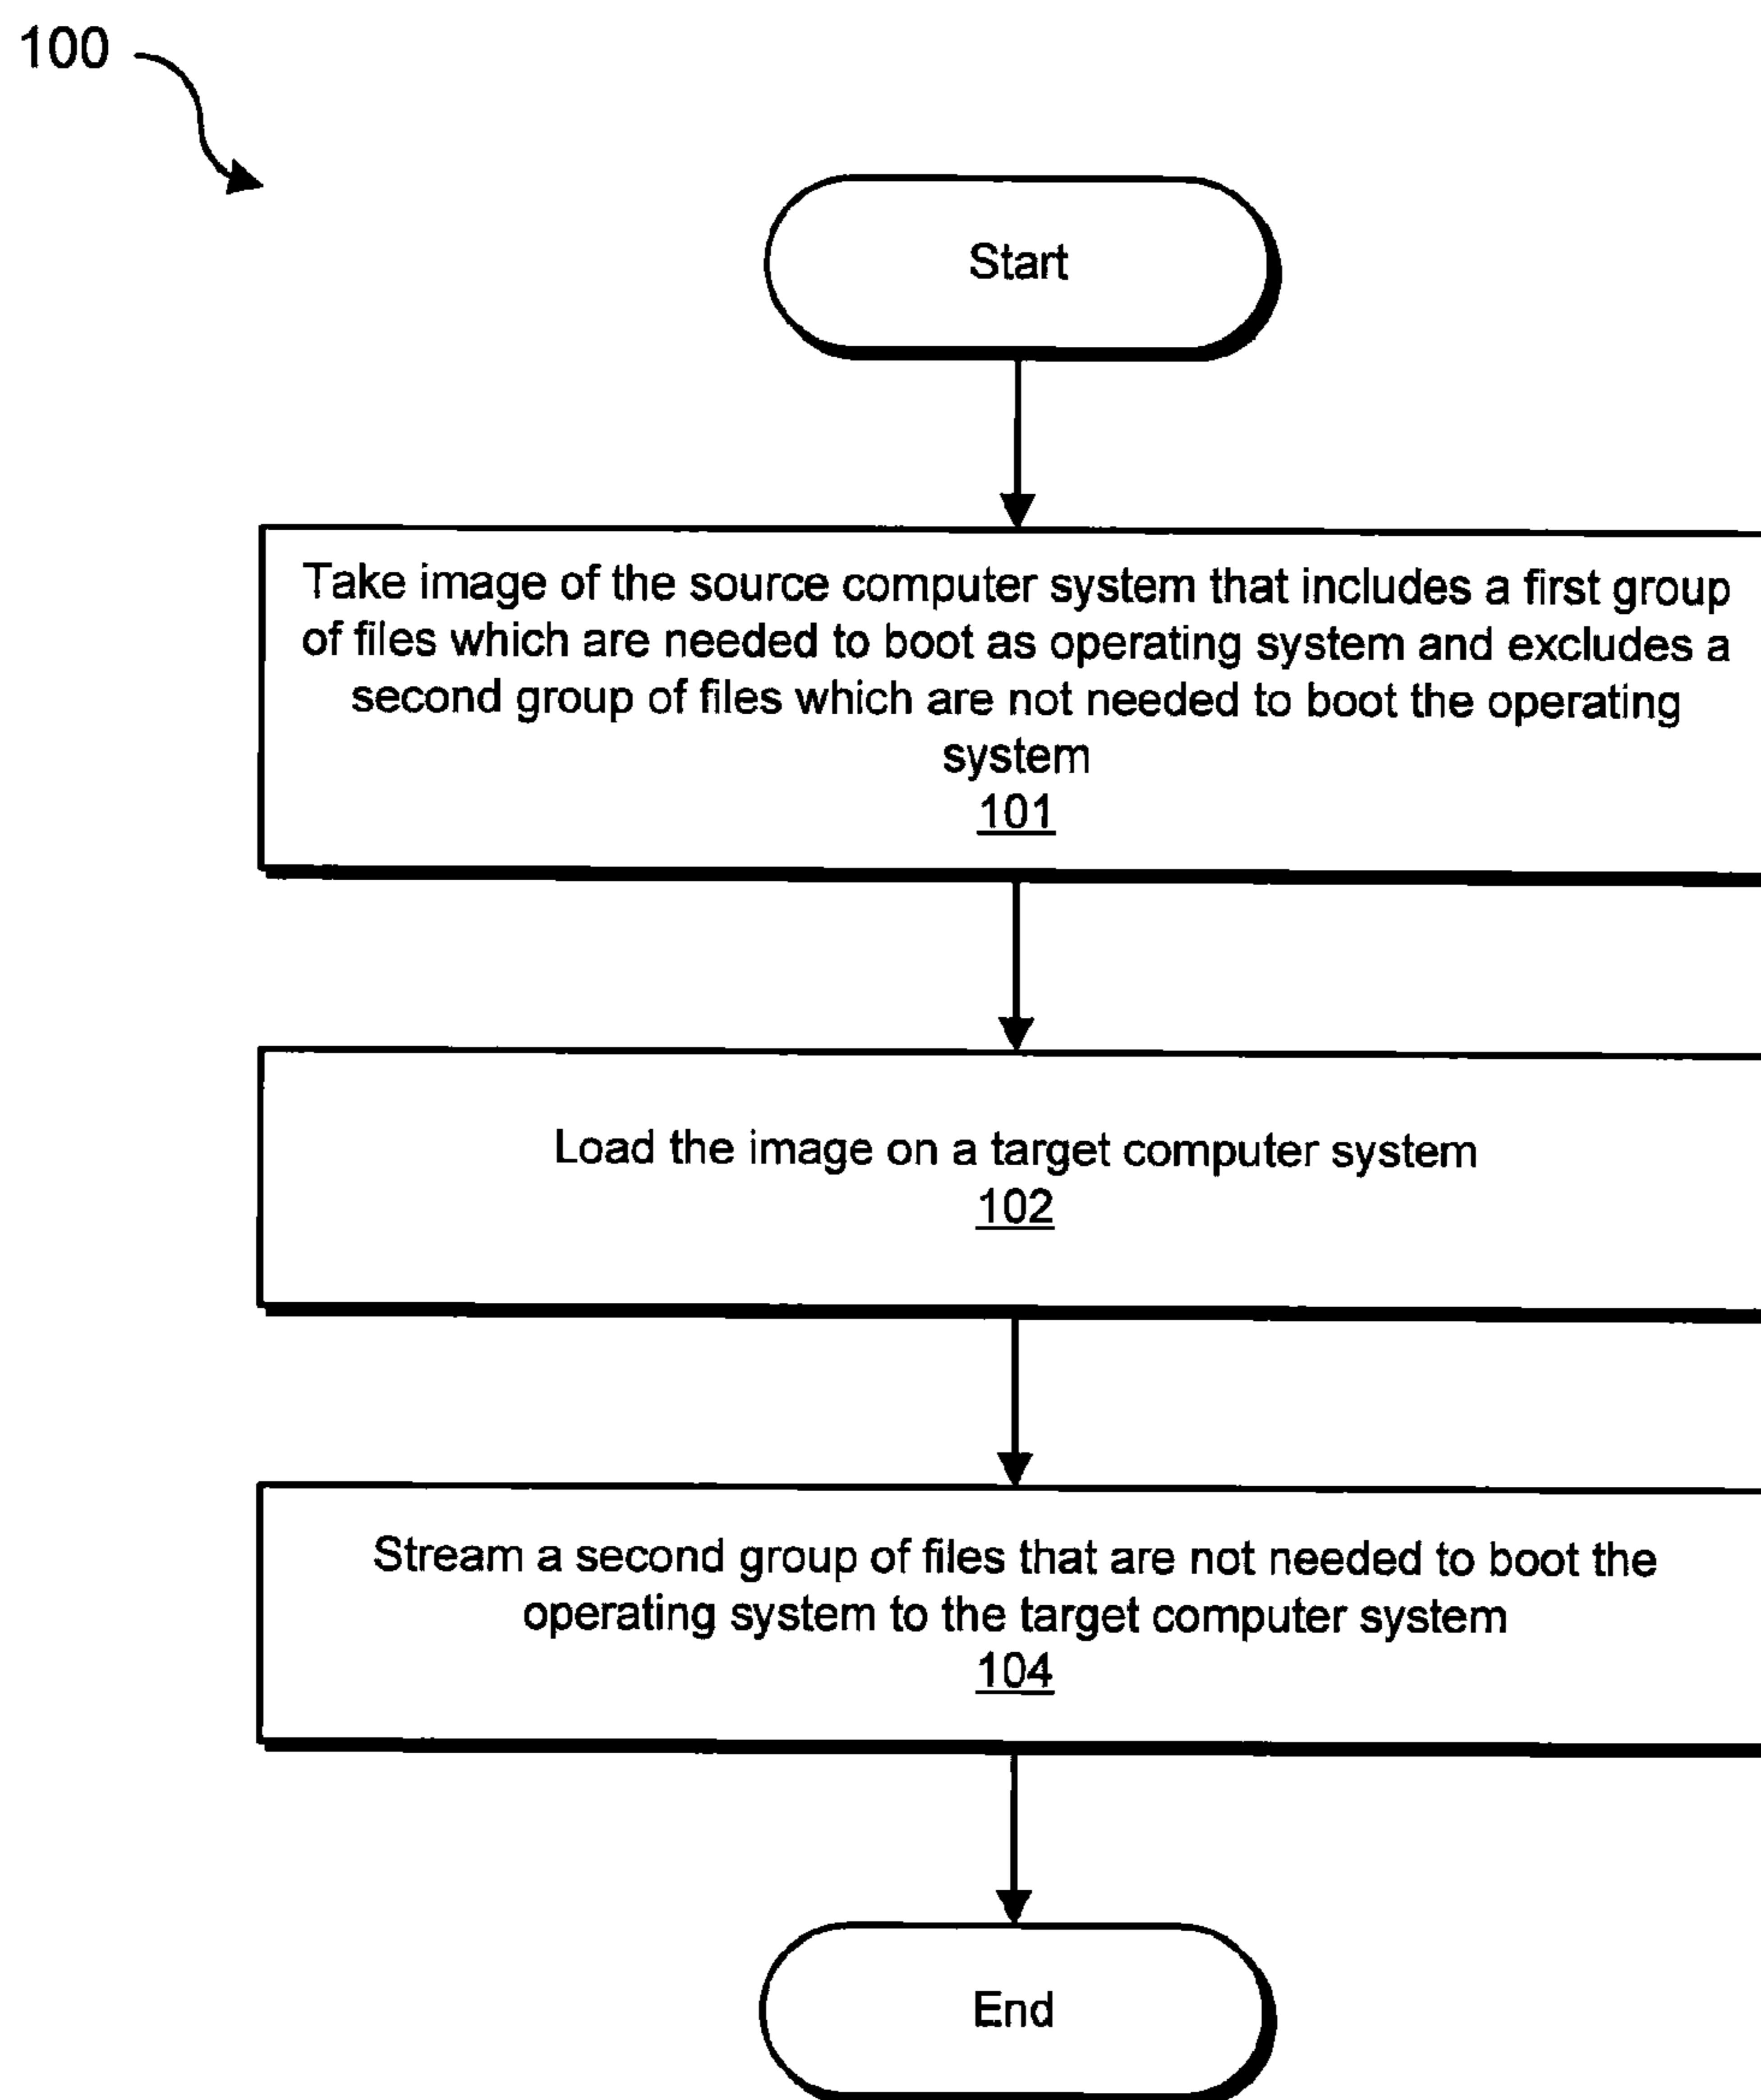 100
Start
Take image of the source computer system that includes a first group
of files which are needed to boot as operating system and excludes a
second group of files which are not needed to boot the operating
system
101
Load the image on a target computer system
102
Stream a second group of files that are not needed to boot the
operating system to the target computer system
104
End